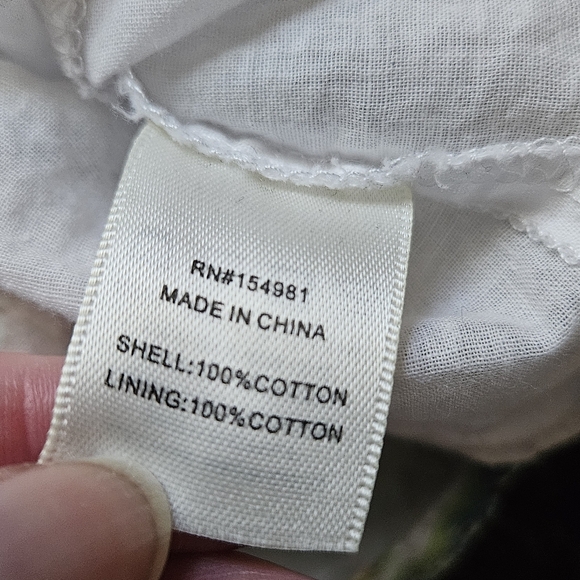 RN#154981
MADE IN CHINA
SHELL:100%COTTON
LINING:100%COTTON